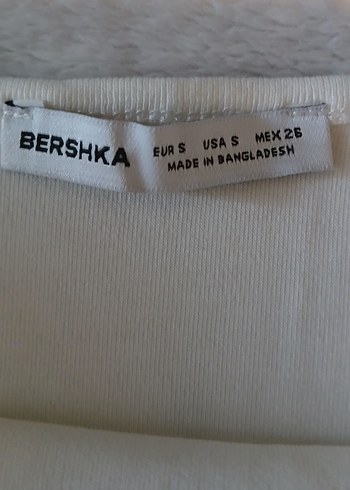 BERSHKA
EUR S USA S MEX 26
MADE IN BANGLADESH